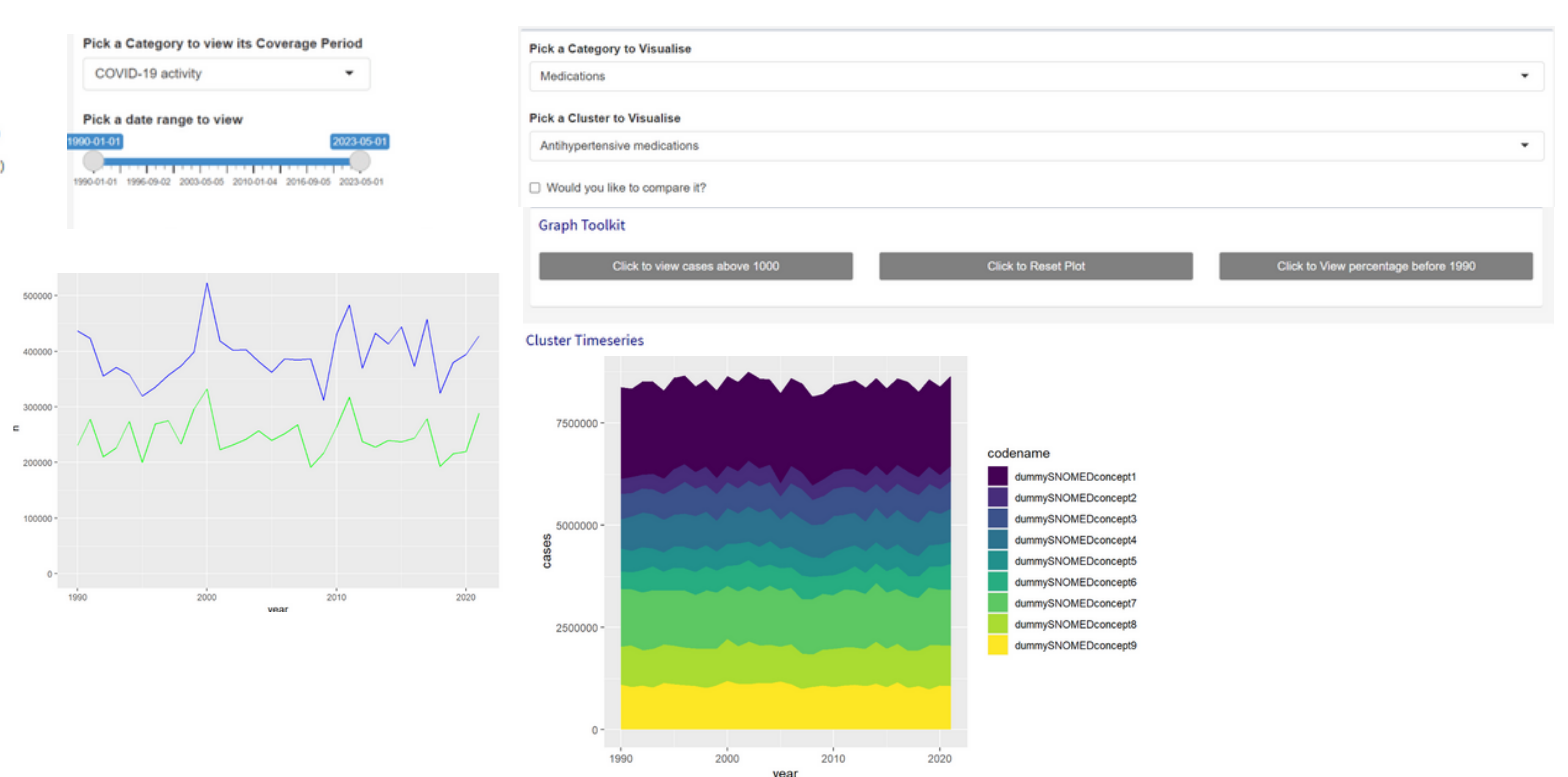 )
Pick a Category to view its Coverage Period
COVID-19 activity
Pick a date range to view
1990-01-01 2023-05-01
1990-01-01 1996-09-02 2003-05-05 2010-01-04 2016-09-05 2023-05-01
500000
400000
300000
n
200000
100000
0
1990 2000 2010 2020
year
Pick a Category to Visualise
Medications
Pick a Cluster to Visualise
Antihypertensive medications
Would you like to compare it?
Graph Toolkit
Click to view cases above 1000 Click to Reset Plot Click to View percentage before 1990
Cluster Timeseries
7500000
5000000
cases
2500000
0
1990 2000 2010 2020
year
codename
dummySNOMEDconcept1
dummySNOMEDconcept2
dummySNOMEDconcept3
dummySNOMEDconcept4
dummySNOMEDconcept5
dummySNOMEDconcept6
dummySNOMEDconcept7
dummySNOMEDconcept8
dummySNOMEDconcept9